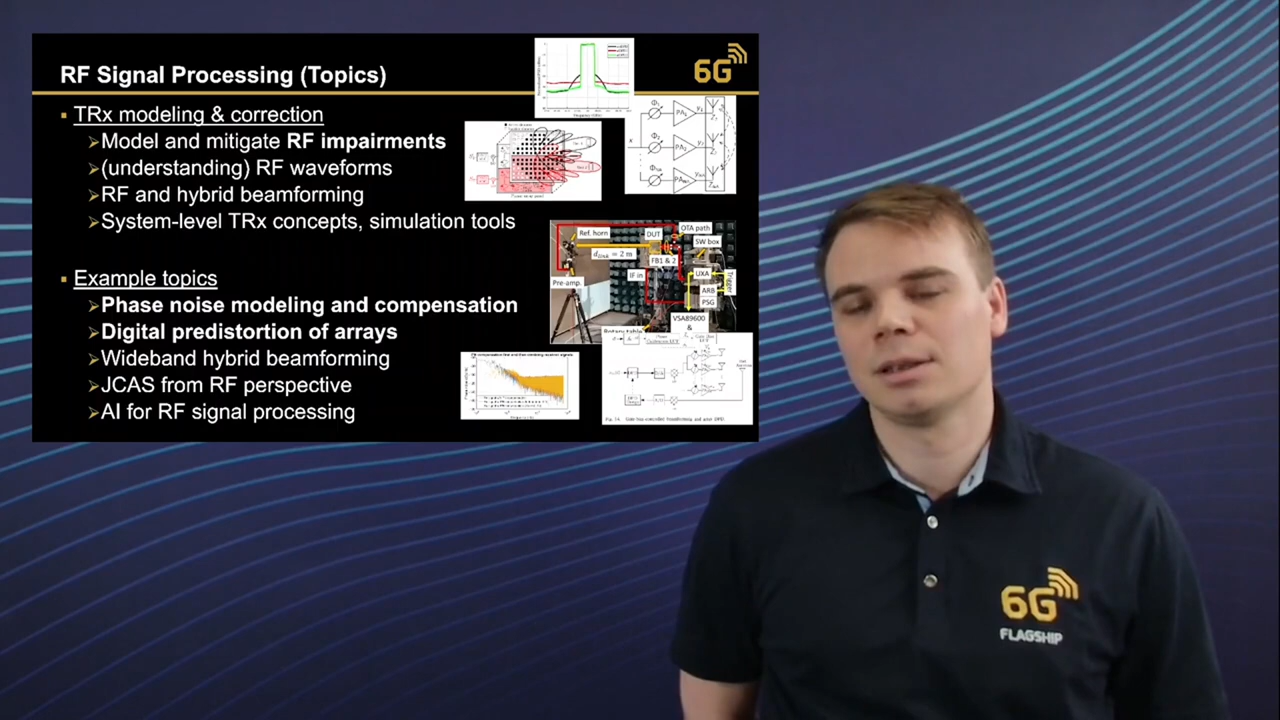 RF Signal Processing (Topics)
6G
TRx modeling & correction
Model and mitigate RF impairments
(understanding) RF waveforms
RF and hybrid beamforming
System-level TRx concepts, simulation tools
Example topics
Phase noise modeling and compensation
Digital predistortion of arrays
Wideband hybrid beamforming
JCAS from RF perspective
AI for RF signal processing
Ref. horn
DUT
OTA path
SW box
= 2 m
FB1 & 2
IF in
UXA
Trigger
Pre-amp.
ARB
PSG
VSA89600
&
Rotary table
6G
FLAGSHIP